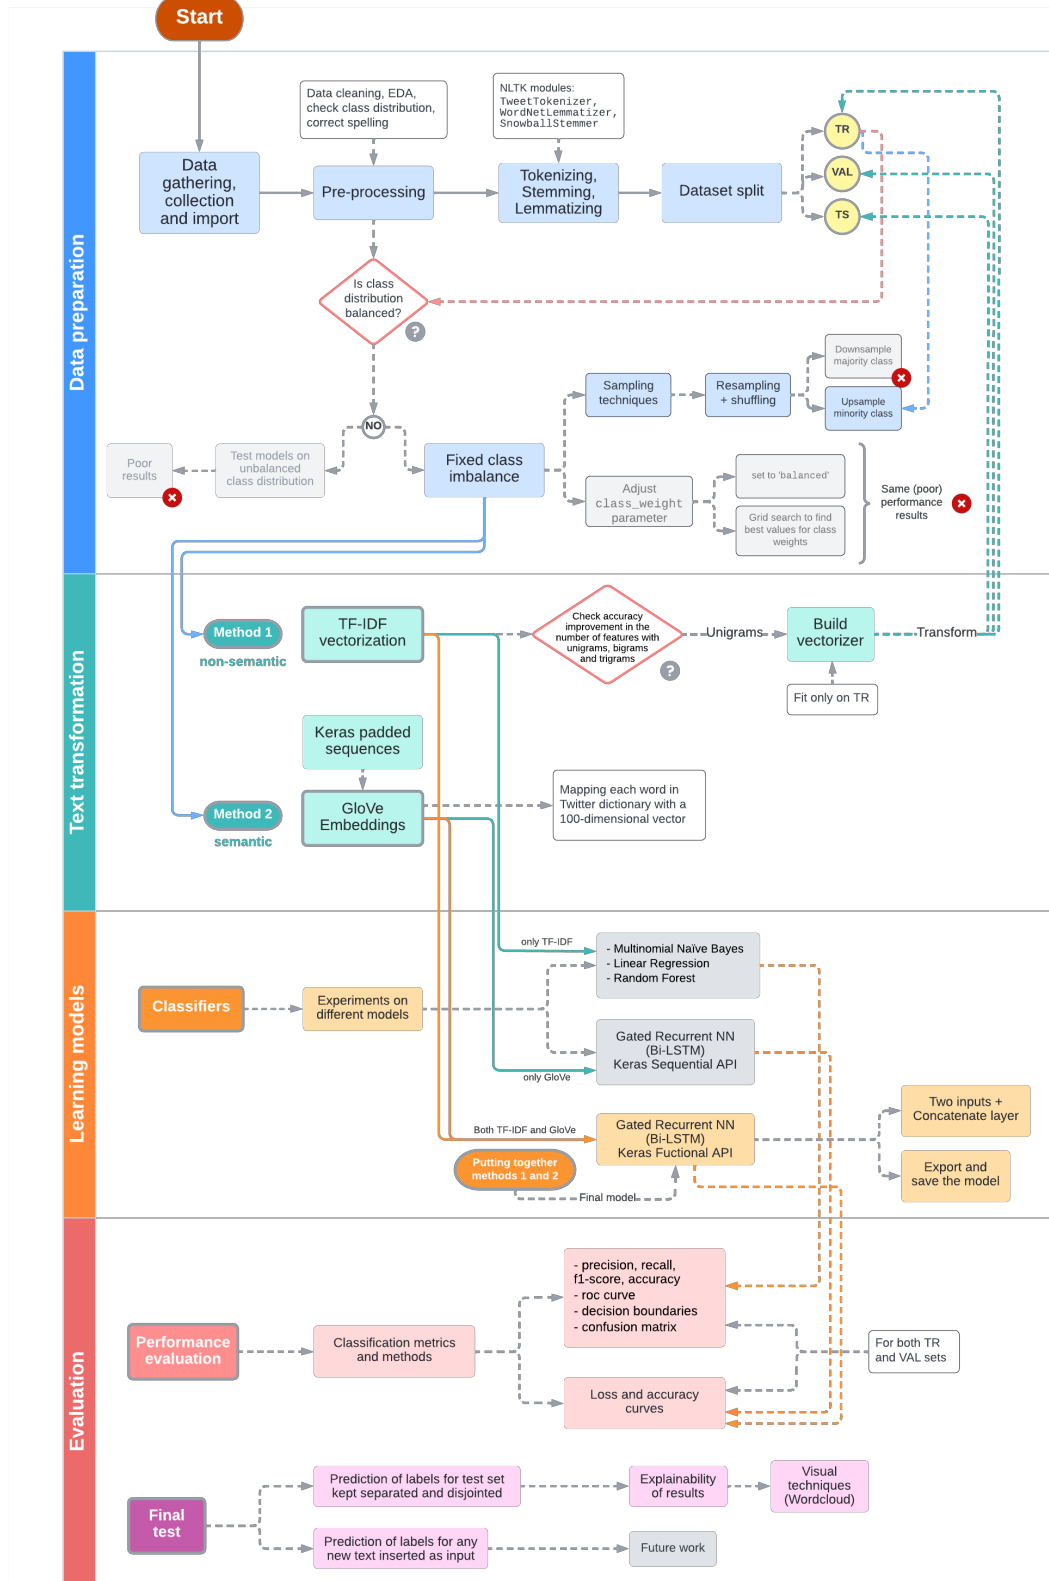 Start
Data preparation
Data cleaning, EDA,
check class distribution,
correct spelling
NLTK modules:
TweetTokenizer,
WordNetLemmatizer,
SnowballStemmer
Data
gathering,
collection
and import
Pre-processing
Tokenizing,
Stemming,
Lemmatizing
Dataset split
TR
VAL
TS
Is class
distribution
balanced?
?
NO
Poor
results
Test models on
unbalanced
class distribution
Fixed class
imbalance
Sampling
techniques
Resampling
+ shuffling
Downsample
majority class
Upsample
minority class
Adjust
class_weight
parameter
set to 'balanced'
Grid search to find
best values for class
weights
Same (poor)
performance
results
Text transformation
Method 1
non-semantic
TF-IDF
vectorization
Check accuracy
improvement in the
number of features with
unigrams, bigrams
and trigrams
?
Unigrams
Build
vectorizer
Transform
Fit only on TR
Keras padded
sequences
Method 2
semantic
GloVe
Embeddings
Mapping each word in
Twitter dictionary with a
100-dimensional vector
Learning models
Classifiers
Experiments on
different models
only TF-IDF
- Multinomial Naïve Bayes
- Linear Regression
- Random Forest
Gated Recurrent NN
(Bi-LSTM)
Keras Sequential API
only GloVe
Both TF-IDF and GloVe
Gated Recurrent NN
(Bi-LSTM)
Keras Fuctional API
Putting together
methods 1 and 2
Final model
Two inputs +
Concatenate layer
Export and
save the model
Evaluation
Performance
evaluation
Classification metrics
and methods
- precision, recall,
f1-score, accuracy
- roc curve
- decision boundaries
- confusion matrix
Loss and accuracy
curves
For both TR
and VAL sets
Final
test
Prediction of labels for test set
kept separated and disjointed
Explainability
of results
Visual
techniques
(Wordcloud)
Prediction of labels for any
new text inserted as input
Future work